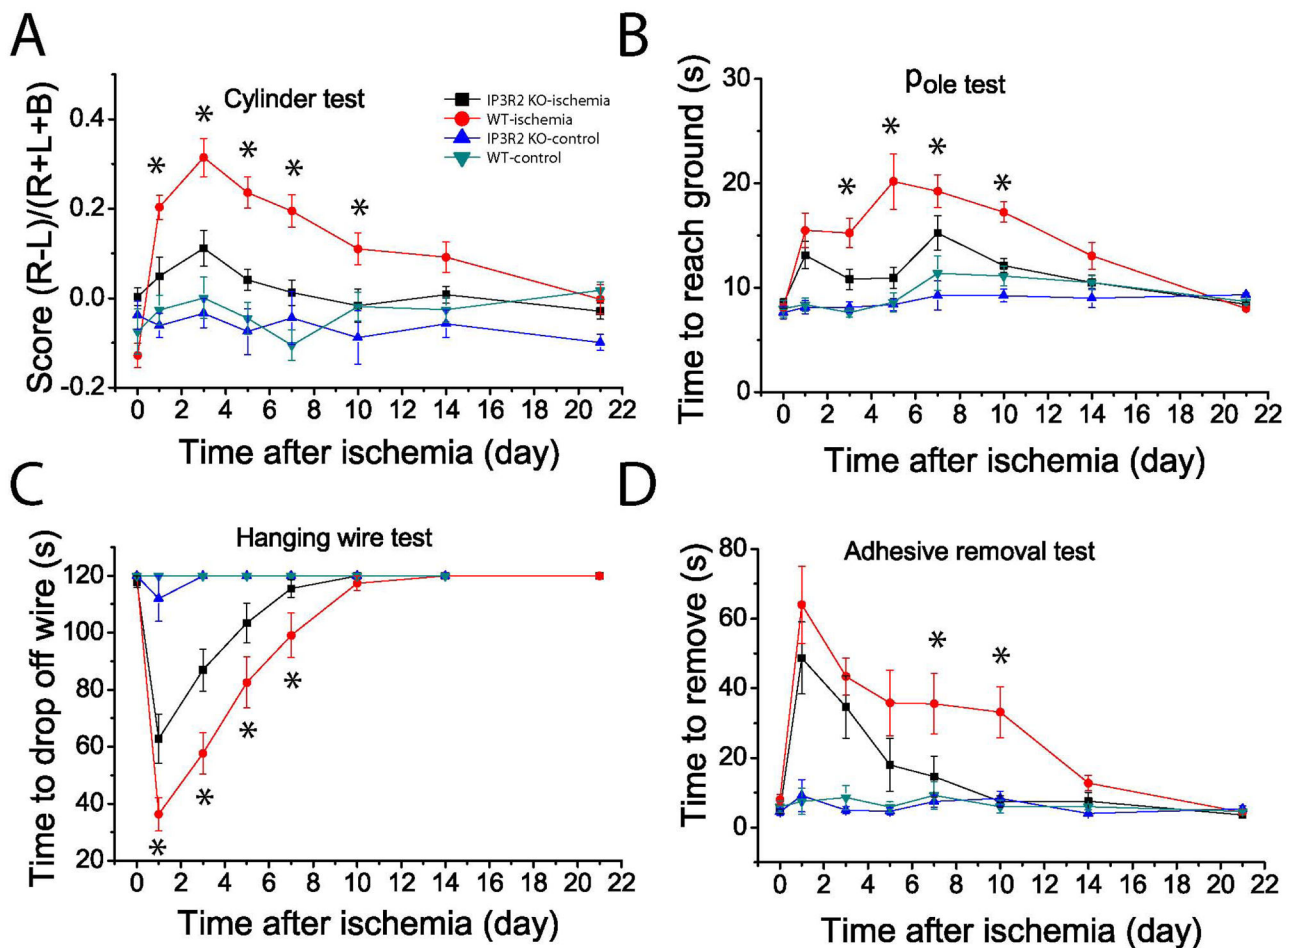 A
Cylinder test
IP3R2 KO-ischemia
WT-ischemia
IP3R2 KO-control
WT-control
Score (R-L)/(R+L+B)
0.4
0.2
0.0
-0.2
* * * * * *
0 2 4 6 8 10 12 14 16 18 20 22
Time after ischemia (day)
B
pole test
Time to reach ground (s)
30
20
10
0
* * * *
0 2 4 6 8 10 12 14 16 18 20 22
Time after ischemia (day)
C
Hanging wire test
Time to drop off wire (s)
120
100
80
60
40
20
* * * *
0 2 4 6 8 10 12 14 16 18 20 22
Time after ischemia (day)
D
Adhesive removal test
Time to remove (s)
80
60
40
20
0
* *
0 2 4 6 8 10 12 14 16 18 20 22
Time after ischemia (day)